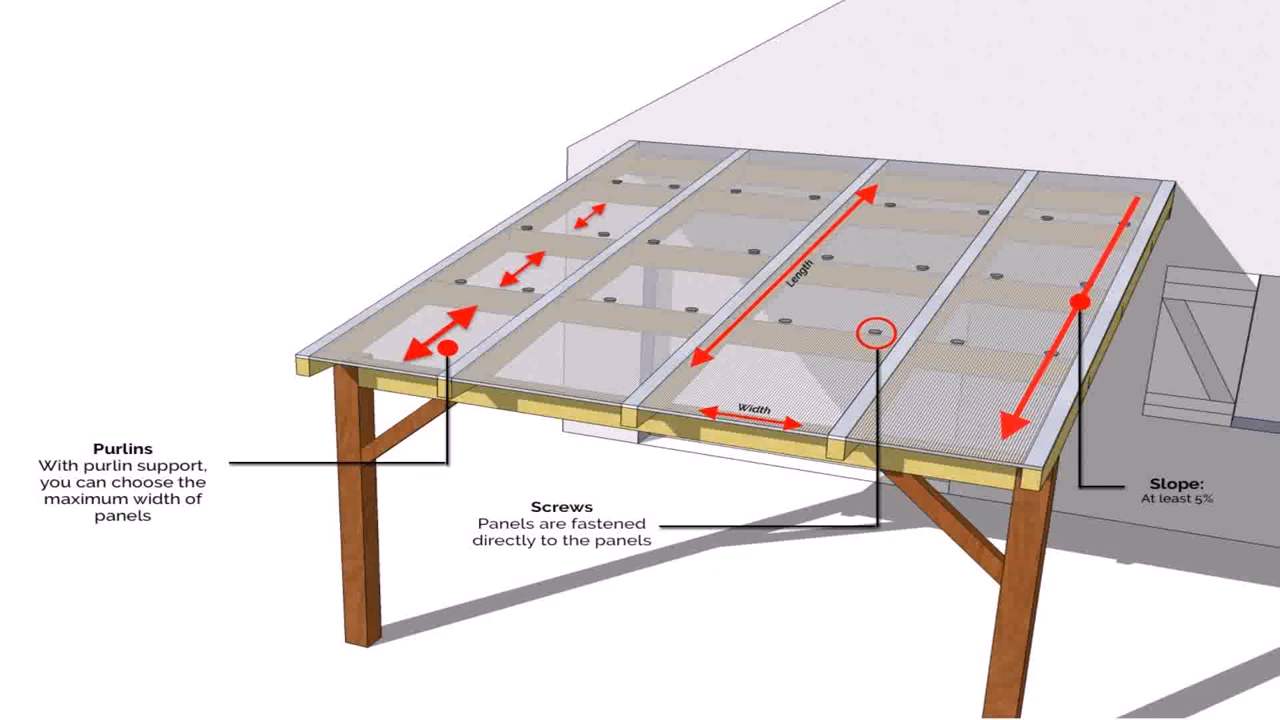 Length
Width
Purlins
With purlin support,
you can choose the
maximum width of
panels
Screws
Panels are fastened
directly to the panels
Slope:
At least 5%